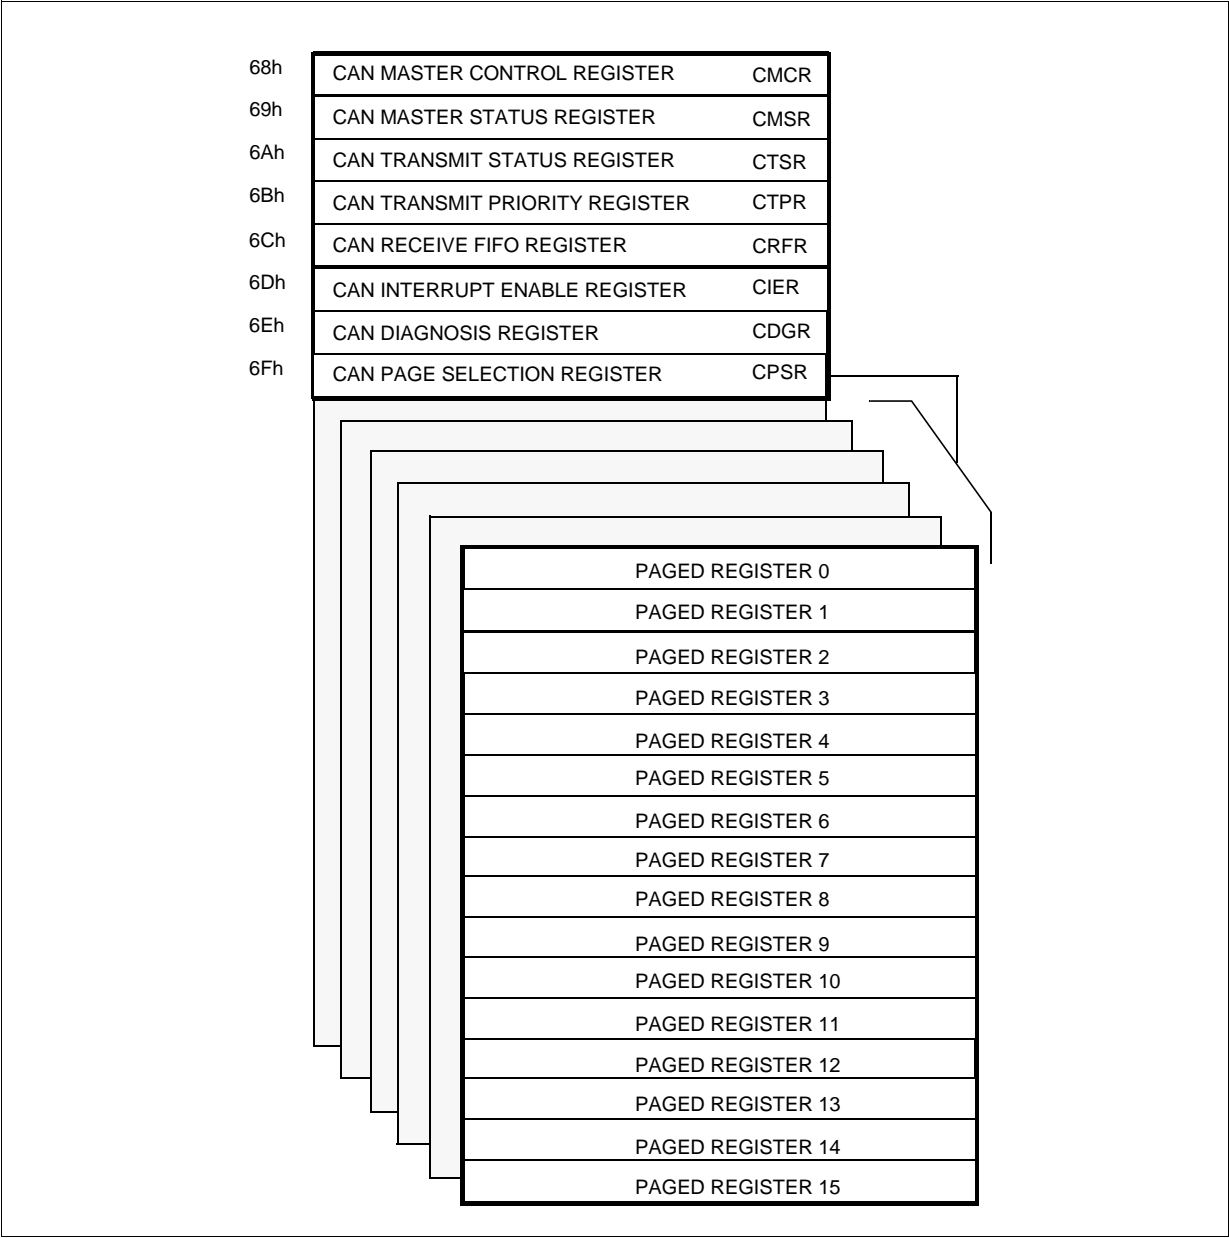 68h CAN MASTER CONTROL REGISTER CMCR
69h CAN MASTER STATUS REGISTER CMSR
6Ah CAN TRANSMIT STATUS REGISTER CTSR
6Bh CAN TRANSMIT PRIORITY REGISTER CTPR
6Ch CAN RECEIVE FIFO REGISTER CRFR
6Dh CAN INTERRUPT ENABLE REGISTER CIER
6Eh CAN DIAGNOSIS REGISTER CDGR
6Fh CAN PAGE SELECTION REGISTER CPSR
PAGED REGISTER 0
PAGED REGISTER 1
PAGED REGISTER 2
PAGED REGISTER 3
PAGED REGISTER 4
PAGED REGISTER 5
PAGED REGISTER 6
PAGED REGISTER 7
PAGED REGISTER 8
PAGED REGISTER 9
PAGED REGISTER 10
PAGED REGISTER 11
PAGED REGISTER 12
PAGED REGISTER 13
PAGED REGISTER 14
PAGED REGISTER 15